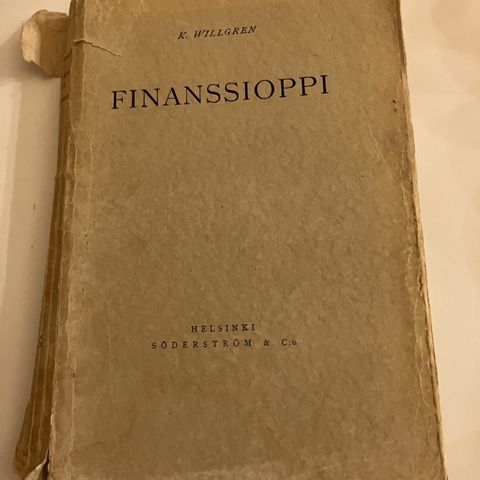 K. WILLGREN
FINANSSIOPPI
HELSINKI
SÖDERSTRÖM & C:o